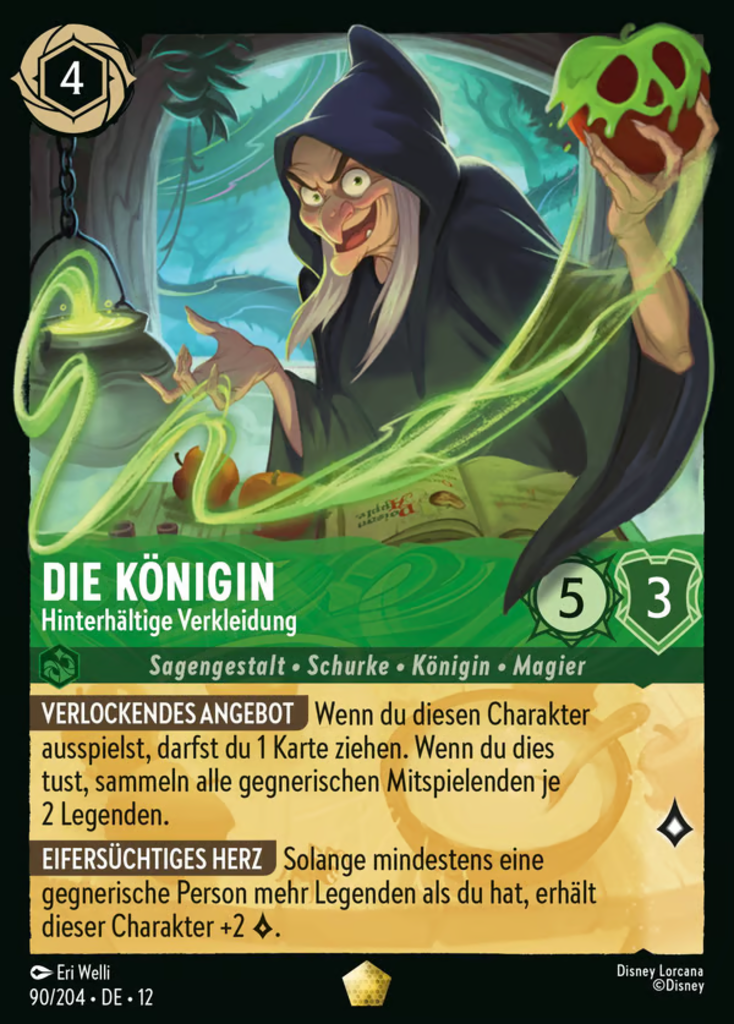 4
Poison
Apple
DIE KÖNIGIN
Hinterhältige Verkleidung
5
3
Sagengestalt • Schurke • Königin • Magier
VERLOCKENDES ANGEBOT Wenn du diesen Charakter
ausspielst, darfst du 1 Karte ziehen. Wenn du dies
tust, sammeln alle gegnerischen Mitspielenden je
2 Legenden.
EIFERSÜCHTIGES HERZ Solange mindestens eine
gegnerische Person mehr Legenden als du hat, erhält
dieser Charakter +2 .
Eri Welli
90/204 • DE • 12
Disney Lorcana
©Disney